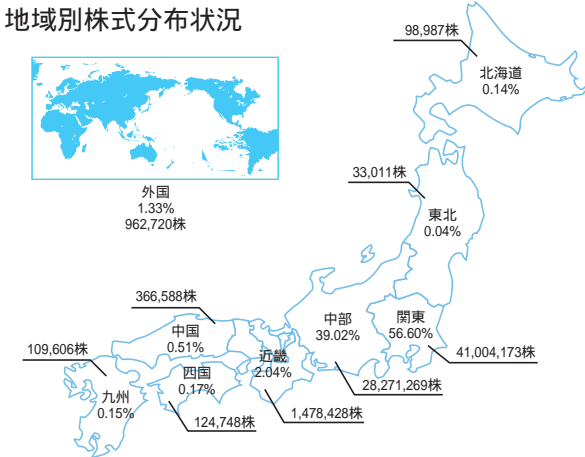 地域別株式分布状況
98,987株
北海道
0.14%
外国
1.33%
962,720株
33,011株
東北
0.04%
366,588株
中国
0.51%
109,606株
九州
0.15%
四国
0.17%
124,748株
近畿
2.04%
1,478,428株
中部
39.02%
28,271,269株
関東
56.60%
41,004,173株